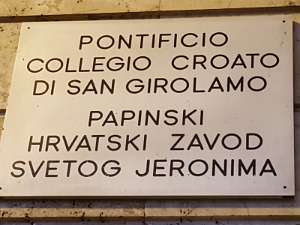 PONTIFICIO
COLLEGIO CROATO
DI SAN GIROLAMO
PAPINSKI
HRVATSKI ZAVOD
SVETOG JERONIMA